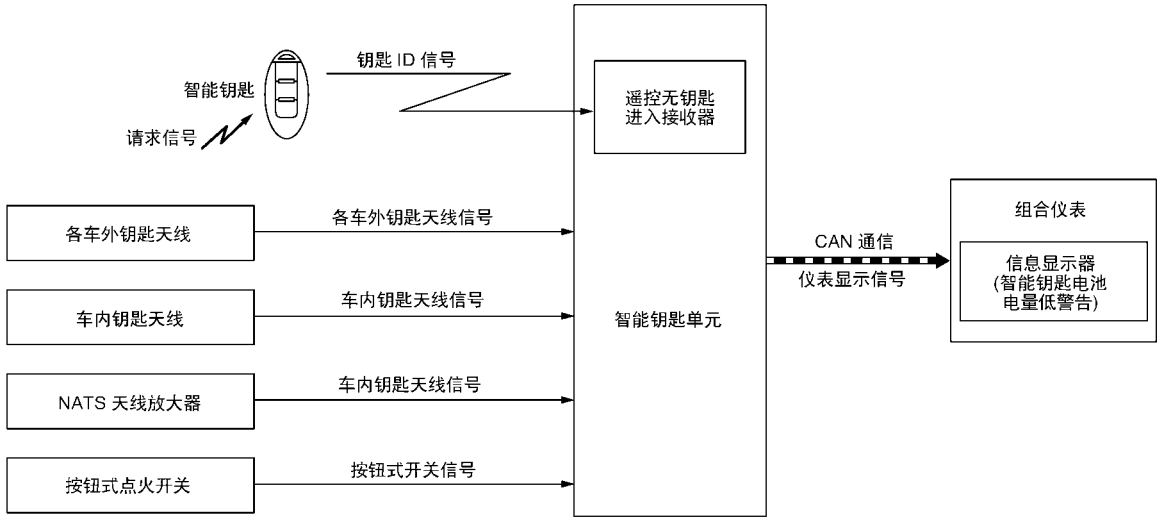 钥匙 ID 信号
智能钥匙
请求信号
遥控无钥匙
进入接收器
各车外钥匙天线
各车外钥匙天线信号
车内钥匙天线
车内钥匙天线信号
NATS 天线放大器
车内钥匙天线信号
按钮式点火开关
按钮式开关信号
智能钥匙单元
CAN 通信
仪表显示信号
组合仪表
信息显示器
(智能钥匙电池
电量低警告)